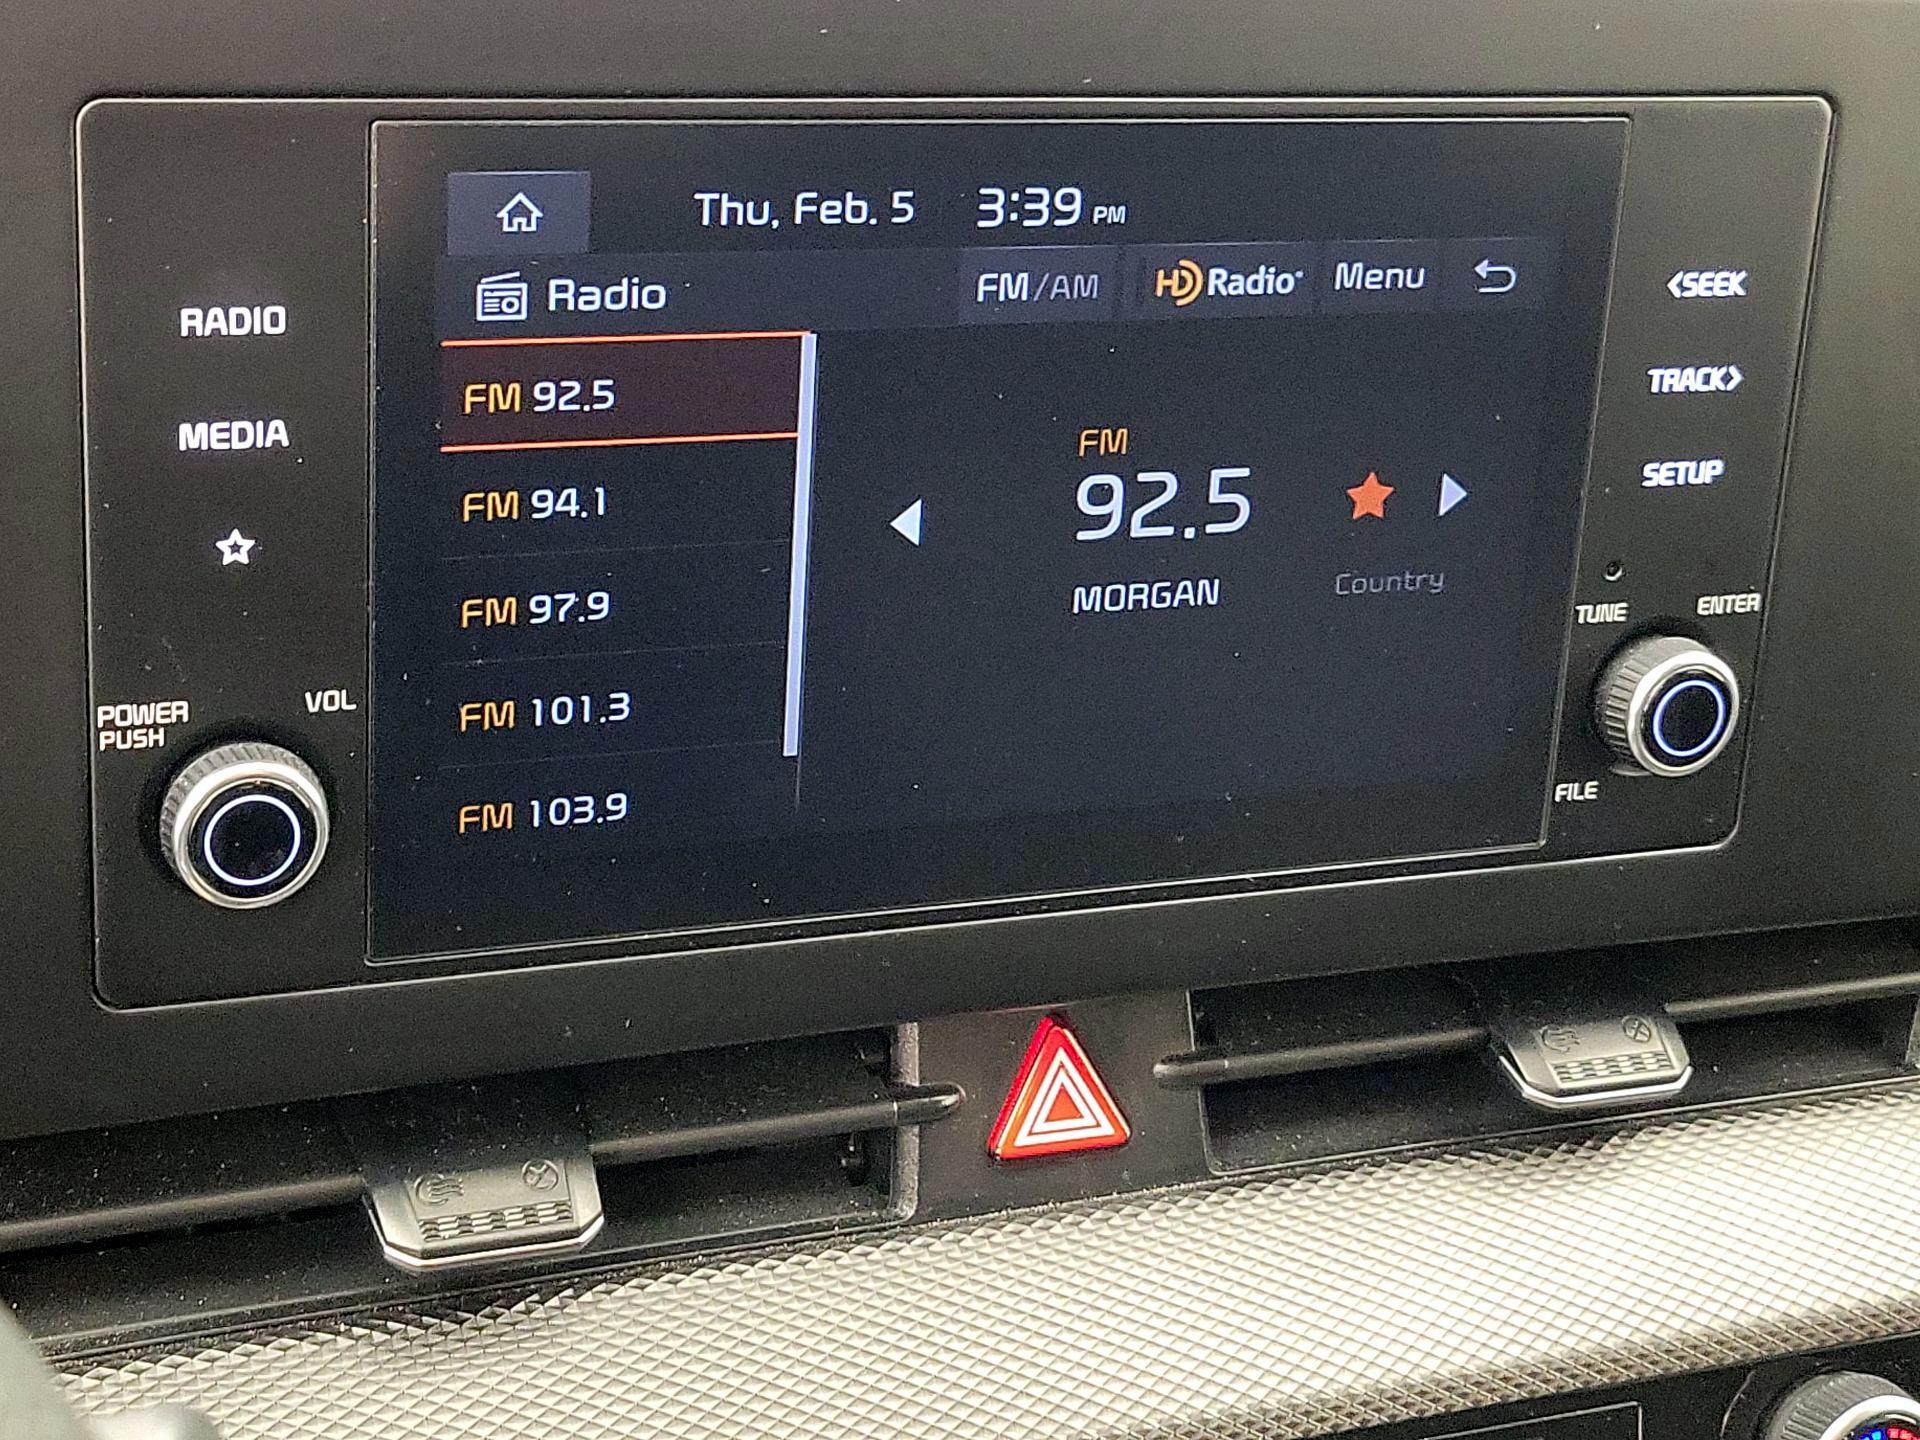 Thu, Feb. 5 3:39 PM
Radio FM/AM HD Radio Menu
RADIO
MEDIA
POWER
PUSH
VOL
FM 92.5
FM 94.1
FM 97.9
FM 101.3
FM 103.9
FM
92.5
MORGAN
Country
<SEEK
TRACK>
SETUP
TUNE
ENTER
FILE